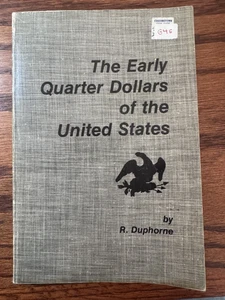 The Early
Quarter Dollars
of the
United States
by
R. Duphorne